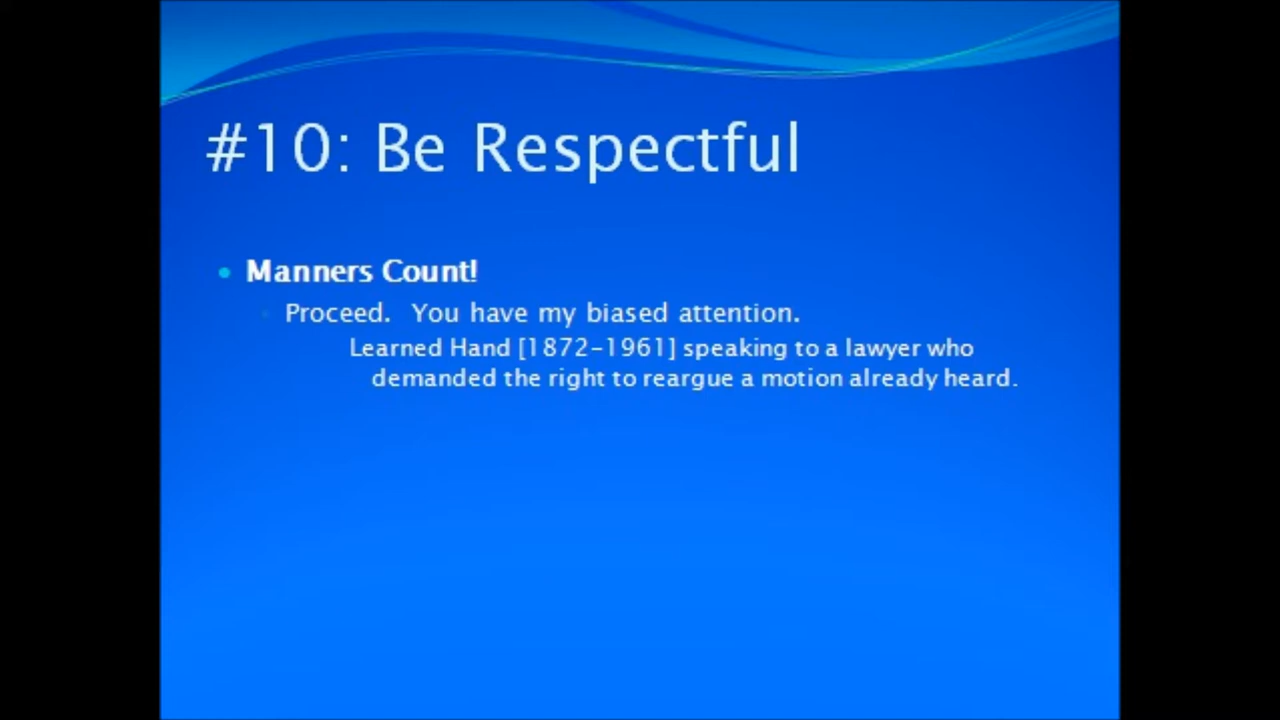 #10: Be Respectful
Manners Count!
Proceed. You have my biased attention.
Learned Hand [1872-1961] speaking to a lawyer who
demanded the right to reargue a motion already heard.